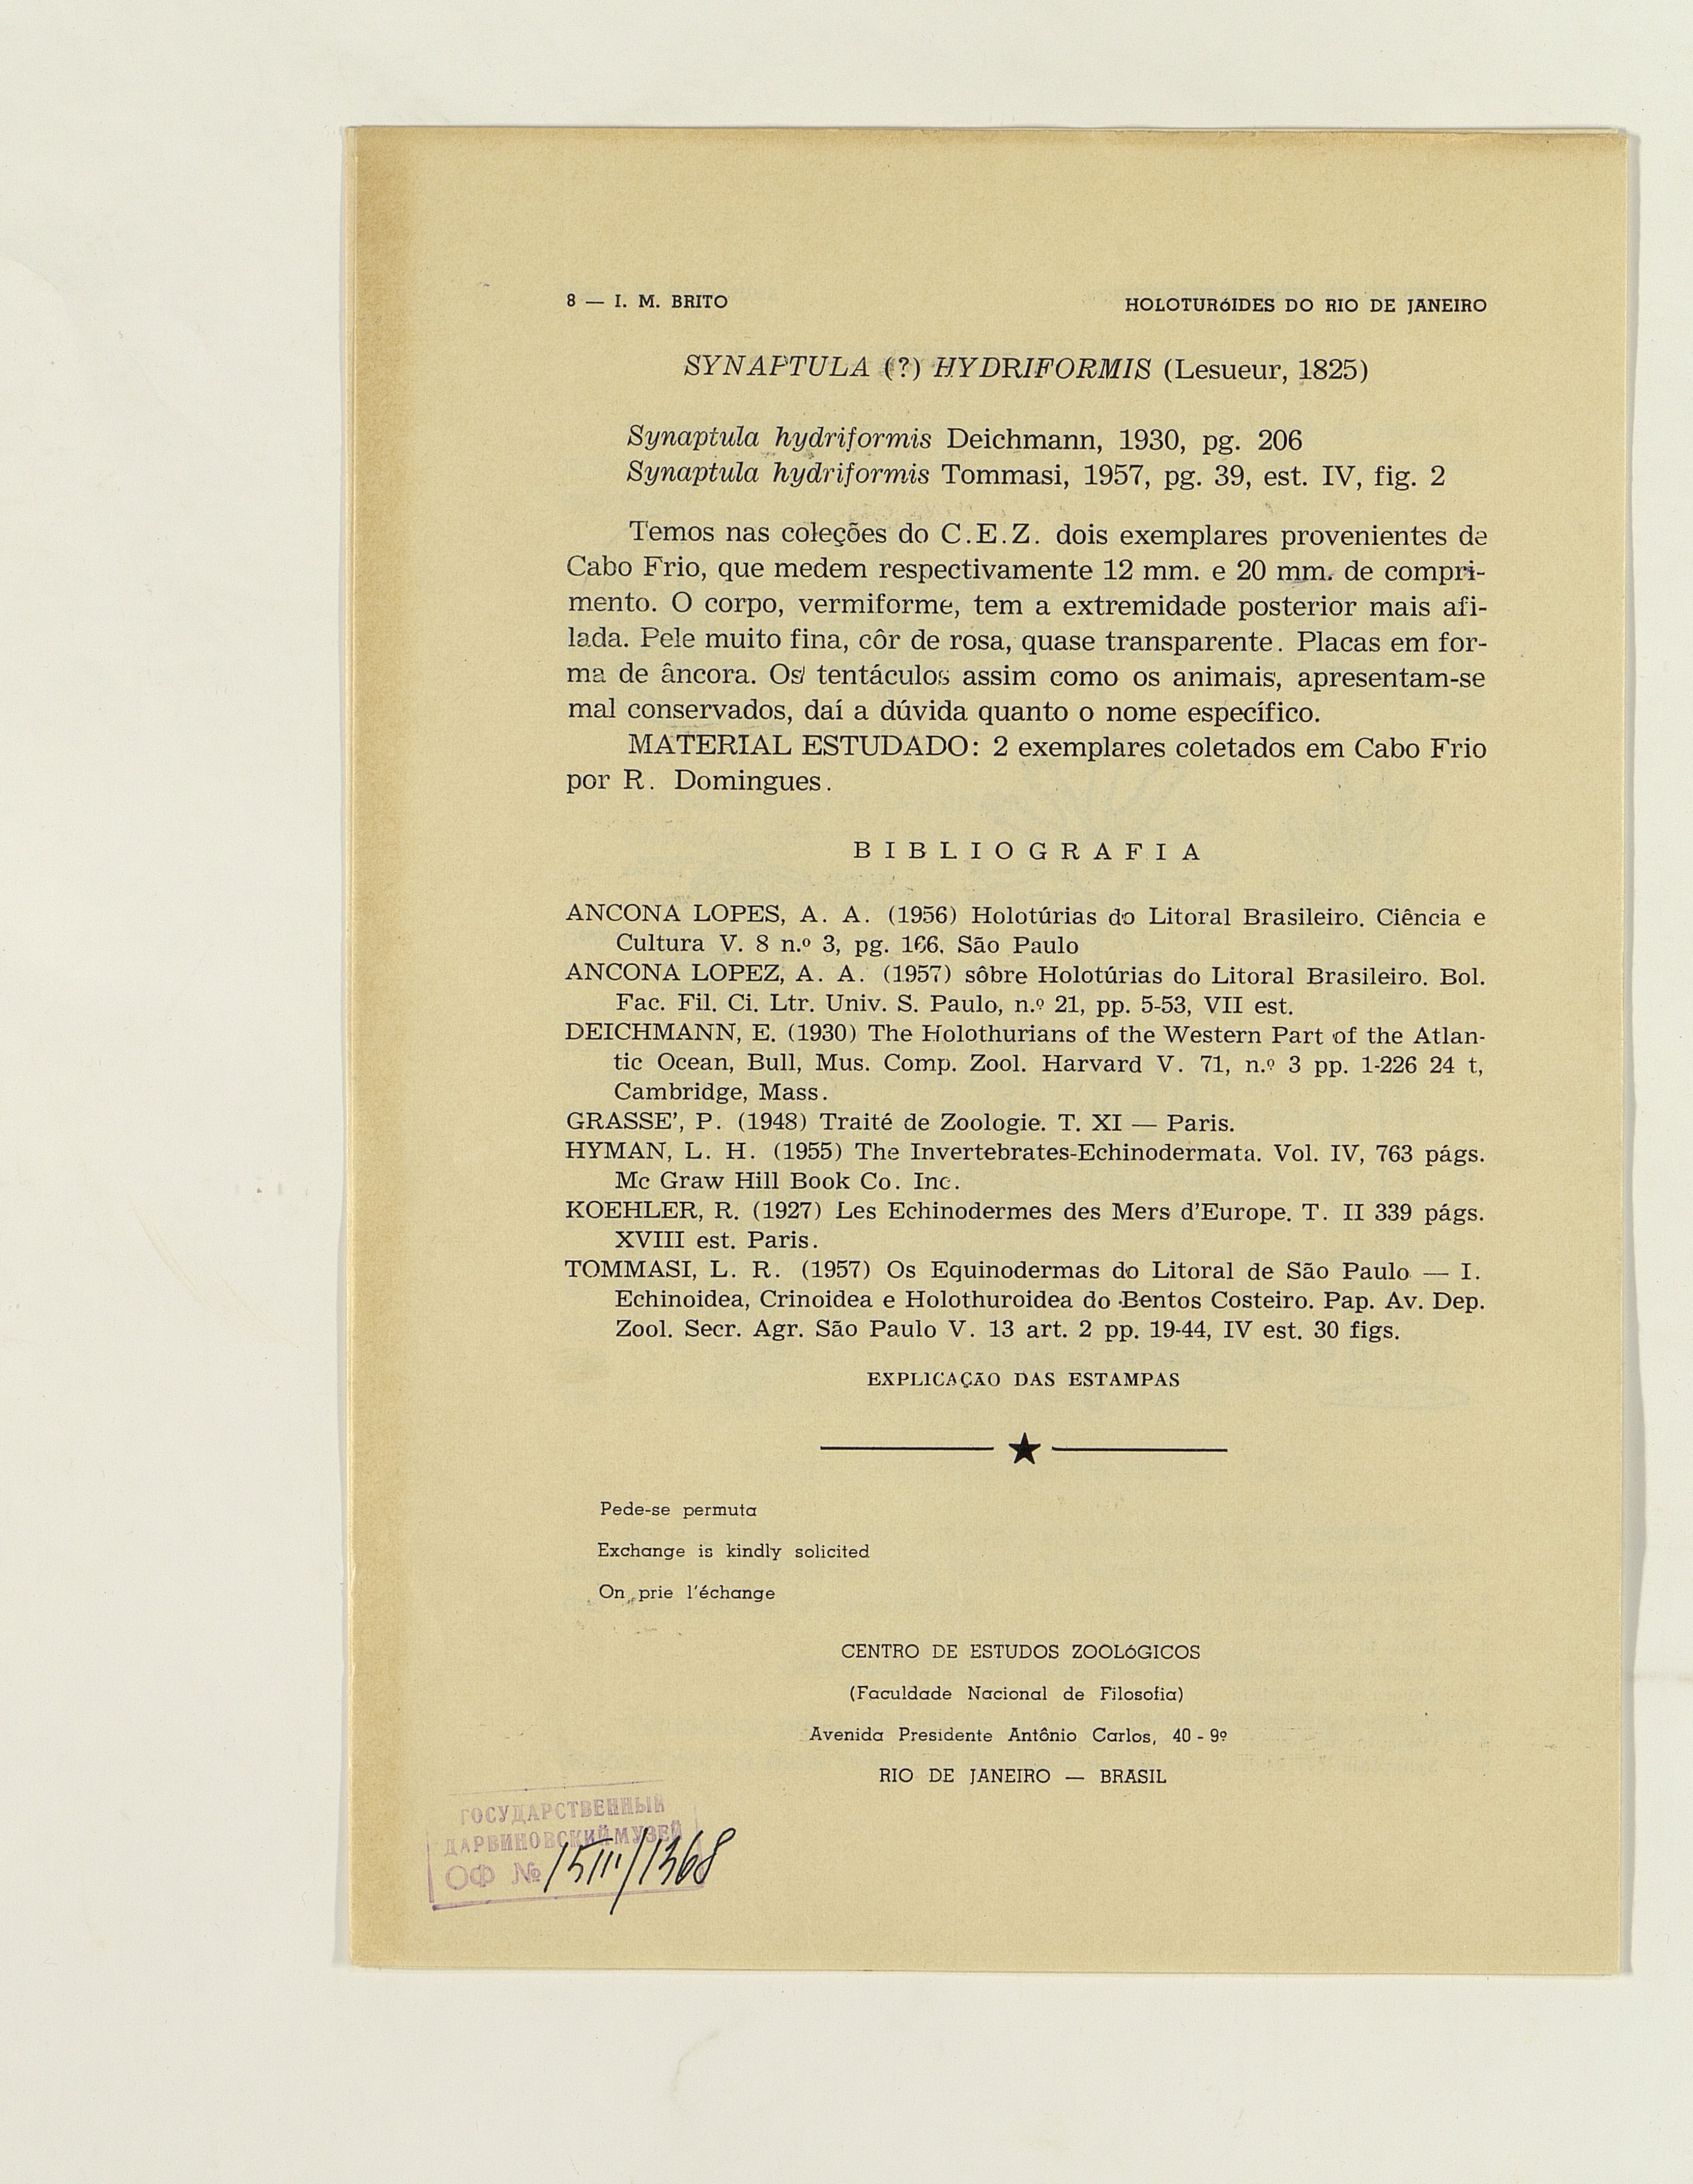 8 — I. M. BRITO
HOLOTURóIDES DO RIO DE JANEIRO
SYNAPTULA (?) HYDRIFORMIS (Lesueur, 1825)
Synaptula hydriformis Deichmann, 1930, pg. 206
Synaptula hydriformis Tommasi, 1957, pg. 39, est. IV, fig. 2
Temos nas coleções do C.E.Z. dois exemplares provenientes de
Cabo Frio, que medem respectivamente 12 mm. e 20 mm. de compri-
mento. O corpo, vermiforme, tem a extremidade posterior mais afi-
lada. Pele muito fina, côr de rosa, quase transparente. Placas em for-
ma de âncora. Os tentáculos assim como os animais, apresentam-se
mal conservados, daí a dúvida quanto o nome específico.
MATERIAL ESTUDADO: 2 exemplares coletados em Cabo Frio
por R. Domingues.
BIBLIOGRAFIA
ANCONA LOPES, A. A. (1956) Holotúrias do Litoral Brasileiro. Ciência e
Cultura V. 8 n.º 3, pg. 166. São Paulo
ANCONA LOPEZ, A. A. (1957) sôbre Holotúrias do Litoral Brasileiro. Bol.
Fac. Fil. Ci. Ltr. Univ. S. Paulo, n.º 21, pp. 5-53, VII est.
DEICHMANN, E. (1930) The Holothurians of the Western Part of the Atlan-
tic Ocean, Bull, Mus. Comp. Zool. Harvard V. 71, n.º 3 pp. 1-226 24 t,
Cambridge, Mass.
GRASSE', P. (1948) Traité de Zoologie. T. XI — Paris.
HYMAN, L. H. (1955) The Invertebrates-Echinodermata. Vol. IV, 763 págs.
Mc Graw Hill Book Co. Inc.
KOEHLER, R. (1927) Les Echinodermes des Mers d'Europe. T. II 339 págs.
XVIII est. Paris.
TOMMASI, L. R. (1957) Os Equinodermas do Litoral de São Paulo — I.
Echinoidea, Crinoidea e Holothuroidea do Bentos Costeiro. Pap. Av. Dep.
Zool. Secr. Agr. São Paulo V. 13 art. 2 pp. 19-44, IV est. 30 figs.
EXPLICAÇÃO DAS ESTAMPAS
Pede-se permuta
Exchange is kindly solicited
On prie l'échange
CENTRO DE ESTUDOS ZOOLóGICOS
(Faculdade Nacional de Filosofia)
Avenida Presidente Antônio Carlos, 40 - 9º
RIO DE JANEIRO — BRASIL
ГОСУДАРСТВЕННЫЙ
ДАРВИНОВСКИЙ МУЗЕЙ
ОФ № 15III/1368